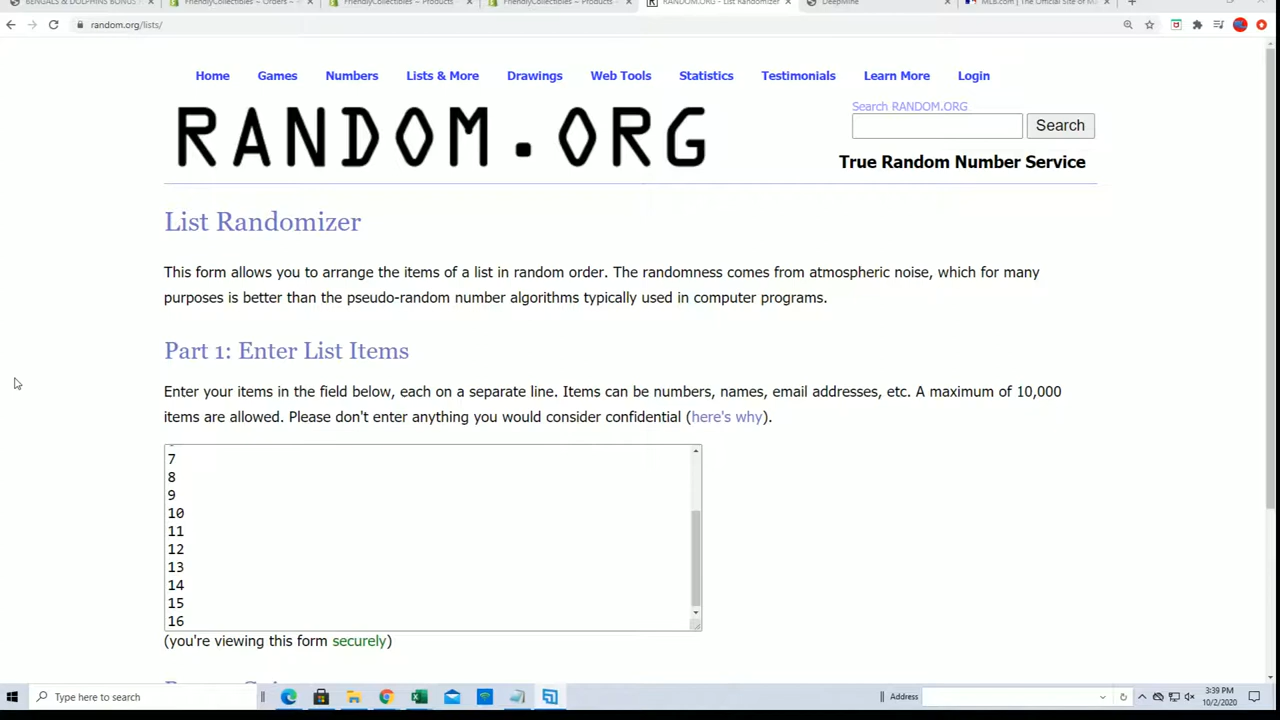 BENGALS & DOLPHINS BONUS
FriendlyCollectibles ~ Orders ~
FriendlyCollectibles ~ Products
FriendlyCollectibles ~ Products
RANDOM.ORG - List Randomizer
DeepMine
MLB.com | The Official Site of M
random.org/lists/
Home Games Numbers Lists & More Drawings Web Tools Statistics Testimonials Learn More Login
RANDOM.ORG
Search RANDOM.ORG
Search
True Random Number Service
List Randomizer
This form allows you to arrange the items of a list in random order. The randomness comes from atmospheric noise, which for many
purposes is better than the pseudo-random number algorithms typically used in computer programs.
Part 1: Enter List Items
Enter your items in the field below, each on a separate line. Items can be numbers, names, email addresses, etc. A maximum of 10,000
items are allowed. Please don't enter anything you would consider confidential (here's why).
7
8
9
10
11
12
13
14
15
16
(you're viewing this form securely)
Type here to search
Address
3:39 PM
10/2/2020